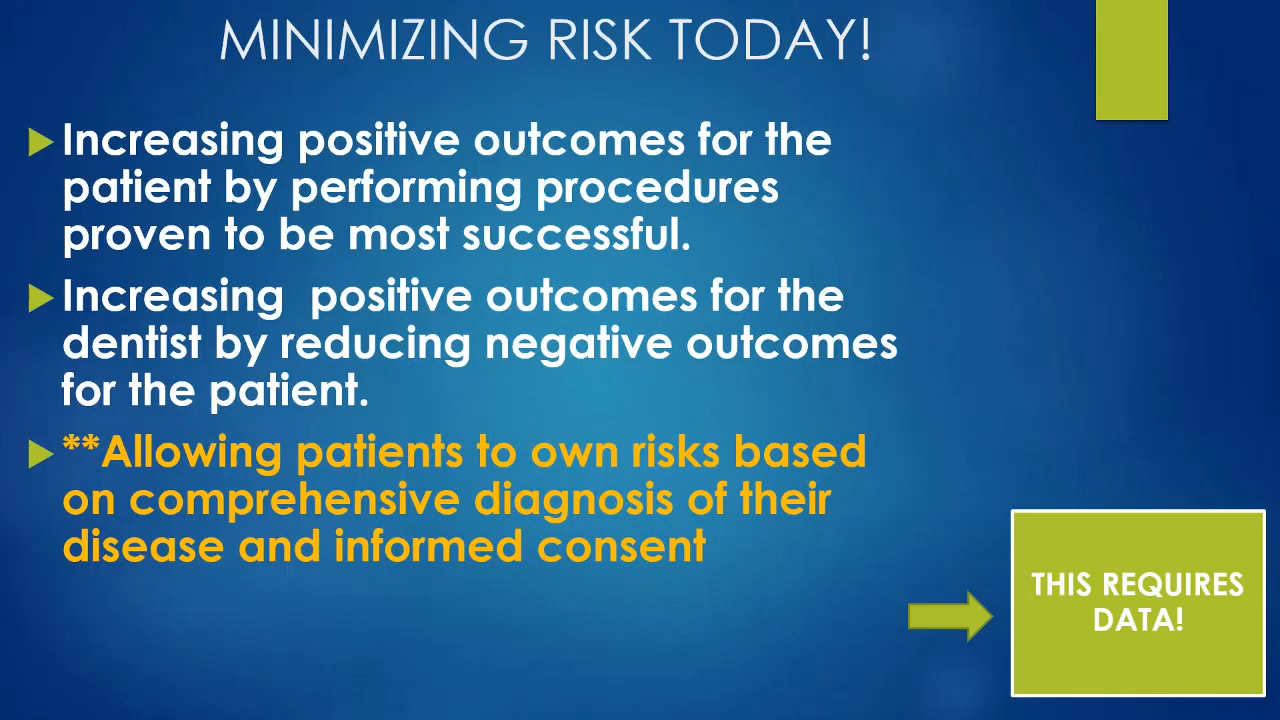 MINIMIZING RISK TODAY!
Increasing positive outcomes for the
patient by performing procedures
proven to be most successful.
Increasing  positive outcomes for the
dentist by reducing negative outcomes
for the patient.
**Allowing patients to own risks based
on comprehensive diagnosis of their
disease and informed consent
THIS REQUIRES
DATA!